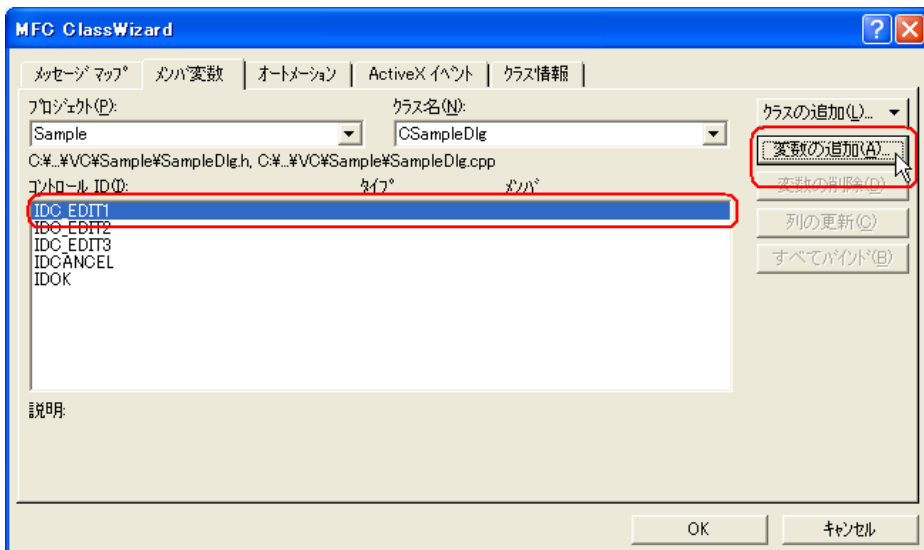 MFC ClassWizard
メッセージ マップ メンバ変数 オートメーション ActiveX イベント クラス情報
プロジェクト(P): クラス名(N):
Sample CSampleDlg
クラスの追加(L)...
C:¥...¥VC¥Sample¥SampleDlg.h, C:¥...¥VC¥Sample¥SampleDlg.cpp
変数の追加(A)...
コントロール ID(I): タイプ メンバ
変数の削除(D)
IDC_EDIT1
IDC_EDIT2
列の更新(C)
IDC_EDIT3
IDCANCEL
すべてバインド(B)
IDOK
説明:
OK キャンセル